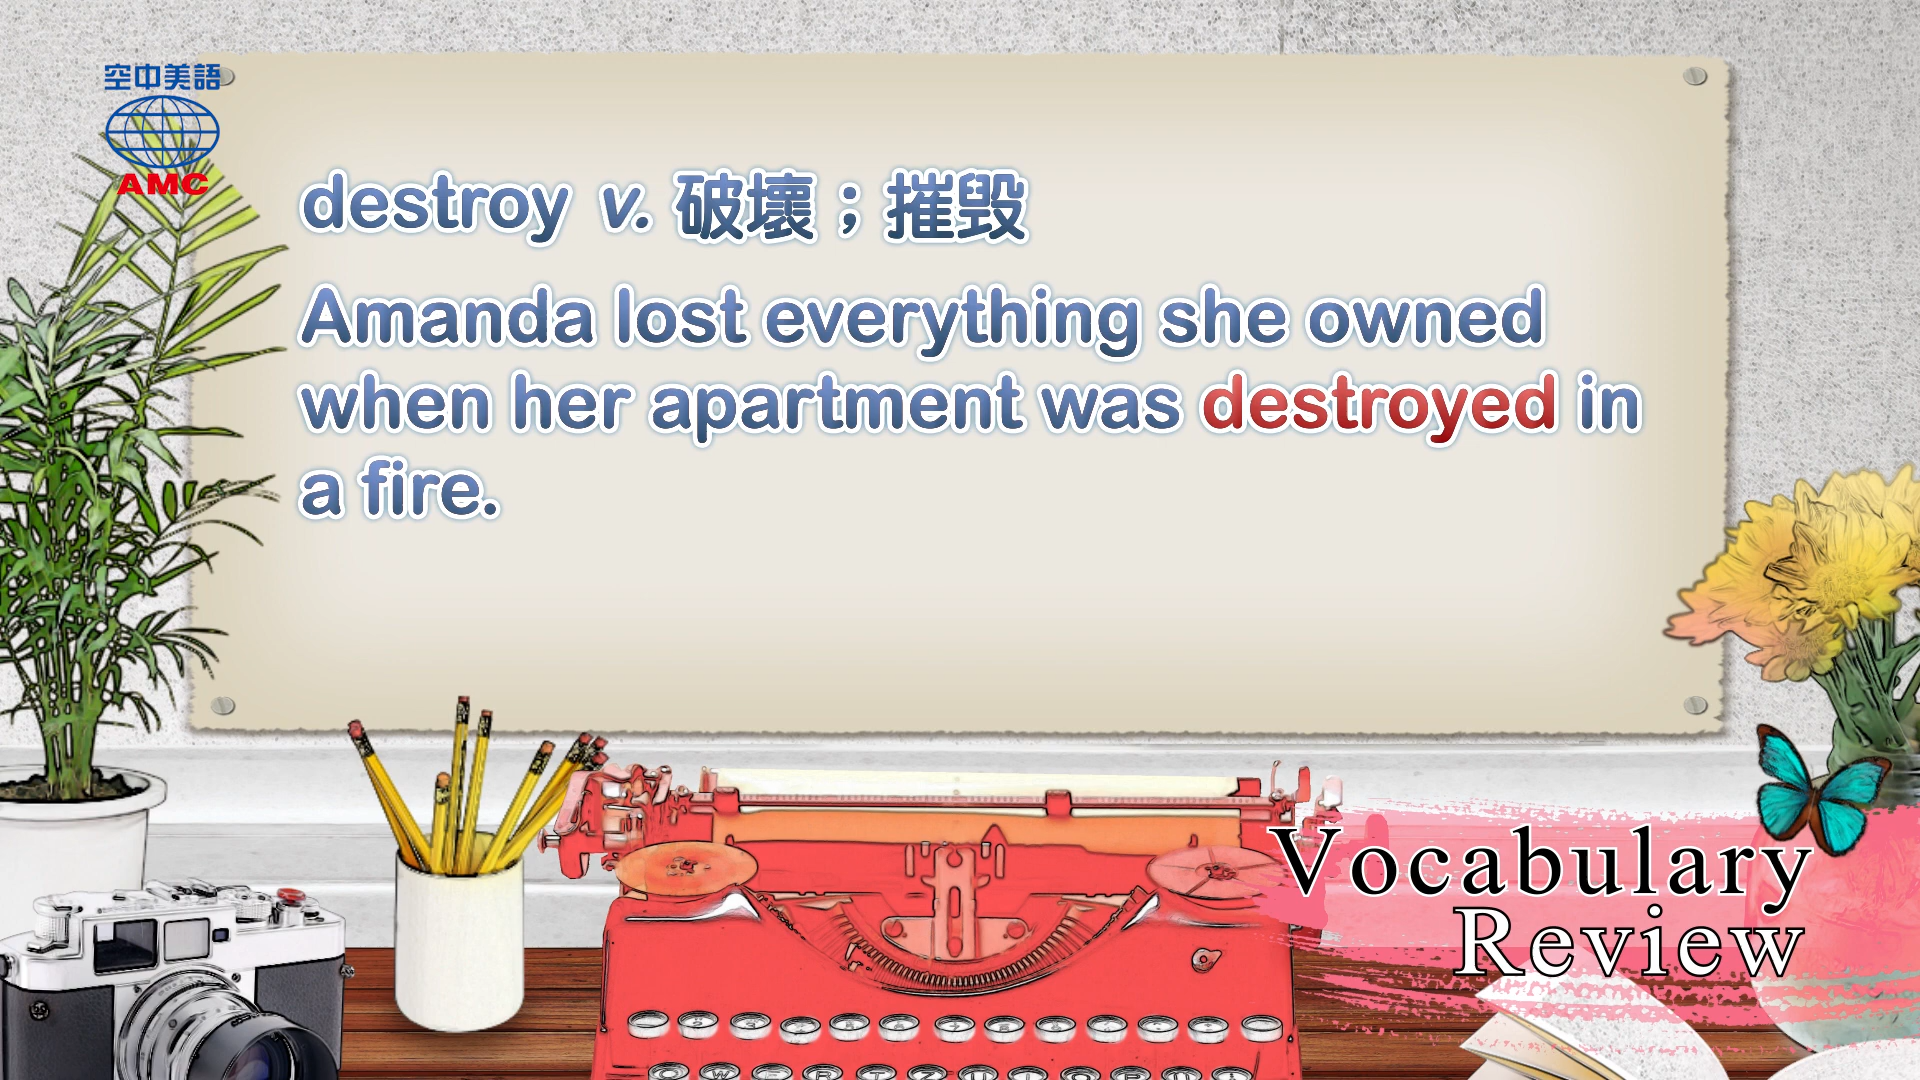 空中美語
AMC
destroy v. 破壞；摧毀
Amanda lost everything she owned
when her apartment was destroyed in
a fire.
Vocabulary
Review